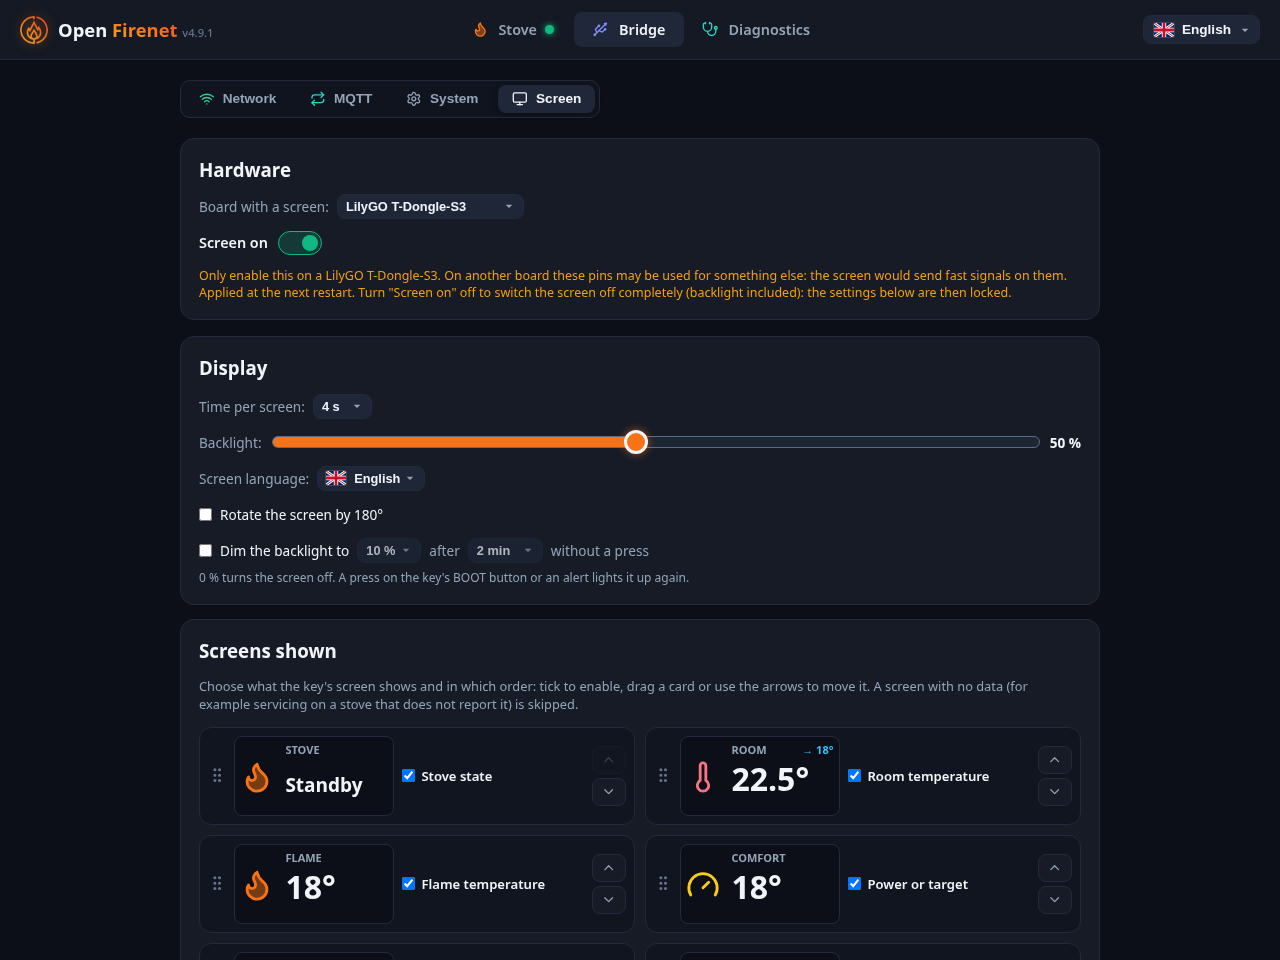 Open Firenet v4.9.1
Stove
Bridge
Diagnostics
English
Network
MQTT
System
Screen
Hardware
Board with a screen: LilyGO T-Dongle-S3
Screen on
Only enable this on a LilyGO T-Dongle-S3. On another board these pins may be used for something else: the screen would send fast signals on them.
Applied at the next restart. Turn "Screen on" off to switch the screen off completely (backlight included): the settings below are then locked.
Display
Time per screen: 4 s
Backlight: 50 %
Screen language: English
Rotate the screen by 180°
Dim the backlight to 10 % after 2 min without a press
0 % turns the screen off. A press on the key's BOOT button or an alert lights it up again.
Screens shown
Choose what the key's screen shows and in which order: tick to enable, drag a card or use the arrows to move it. A screen with no data (for
example servicing on a stove that does not report it) is skipped.
STOVE
Standby
Stove state
ROOM → 18°
22.5°
Room temperature
FLAME
18°
Flame temperature
COMFORT
18°
Power or target